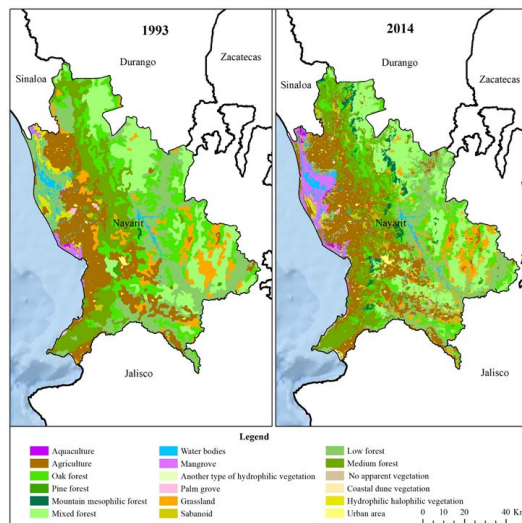 1993
Durango
Zacatecas
Sinaloa
Nayarit
Jalisco
2014
Durango
Sinaloa
Zacatecas
Nayarit
Jalisco
Legend
Aquaculture
Agriculture
Oak forest
Pine forest
Mountain mesophilic forest
Mixed forest
Water bodies
Mangrove
Another type of hydrophilic vegetation
Palm grove
Grassland
Sabanoid
Low forest
Medium forest
No apparent vegetation
Coastal dune vegetation
Hydrophilic halophilic vegetation
Urban area
0 10 20 40 Km